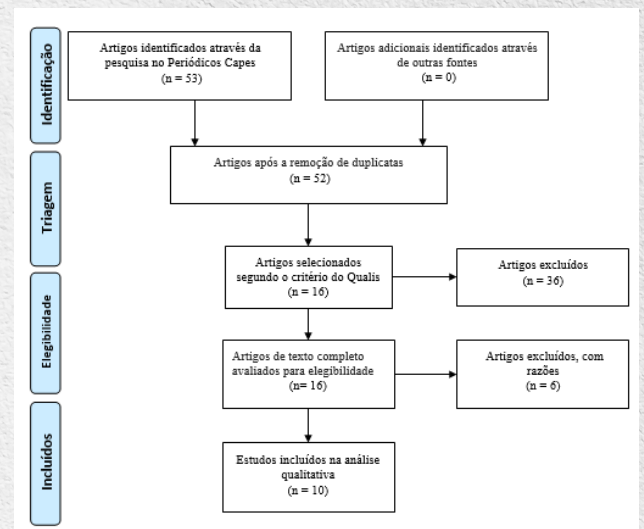 Identificação
Artigos identificados através da
pesquisa no Periódicos Capes
(n = 53)
Artigos adicionais identificados através
de outras fontes
(n = 0)
Triagem
Artigos após a remoção de duplicatas
(n = 52)
Artigos selecionados
segundo o critério do Qualis
(n = 16)
Artigos excluídos
(n = 36)
Elegibilidade
Artigos de texto completo
avaliados para elegibilidade
(n= 16)
Artigos excluídos, com
razões
(n = 6)
Incluídos
Estudos incluídos na análise
qualitativa
(n = 10)